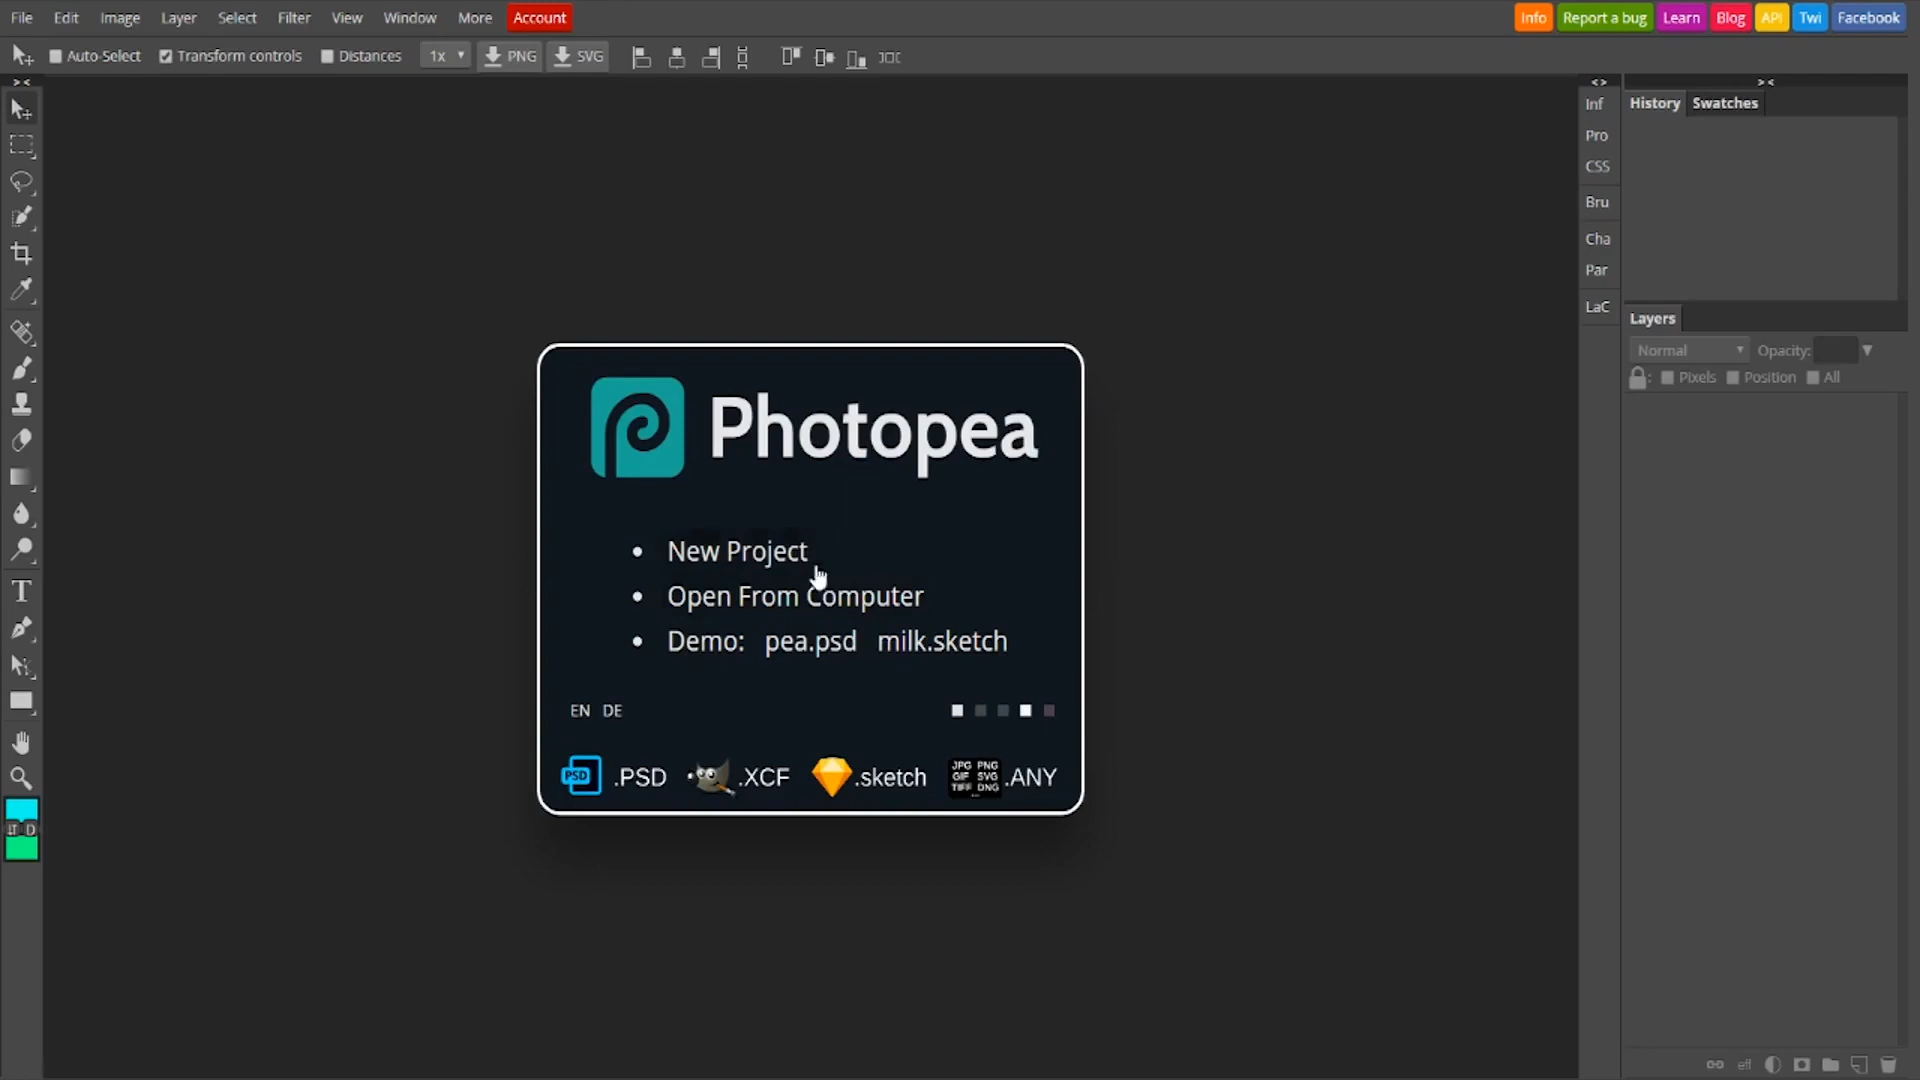 File Edit Image Layer Select Filter View Window More Account Info Report a bug Learn Blog API Twi Facebook
Auto-Select Transform controls Distances 1x PNG SVG
> < < > > <
Inf History Swatches
Pro
CSS
Bru
Cha
Par
LaC
Layers
Normal Opacity:
: Pixels Position All
Photopea
• New Project
• Open From Computer
• Demo: pea.psd milk.sketch
EN DE
PSD .PSD .XCF .sketch JPG PNG GIF SVG TIFF DNG ... .ANY
D
eff